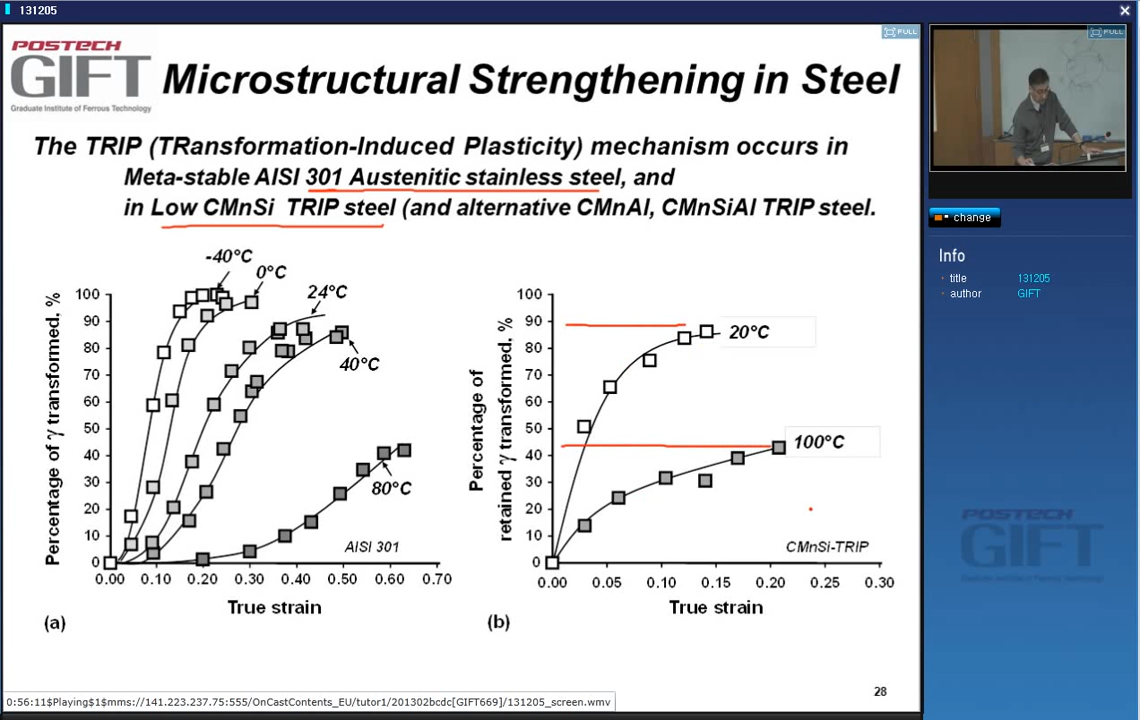 131205
POSTECH
GIFT
Graduate Institute of Ferrous Technology
Microstructural Strengthening in Steel
FULL
FULL
The TRIP (TRansformation-Induced Plasticity) mechanism occurs in
Meta-stable AISI 301 Austenitic stainless steel, and
in Low CMnSi TRIP steel (and alternative CMnAl, CMnSiAl TRIP steel.
change
Info
title 131205
author GIFT
Percentage of γ transformed, %
100
90
80
70
60
50
40
30
20
10
0
-40°C
0°C
24°C
40°C
80°C
AISI 301
0.00 0.10 0.20 0.30 0.40 0.50 0.60 0.70
True strain
(a)
Percentage of
retained γ transformed, %
100
90
80
70
60
50
40
30
20
10
0
20°C
100°C
CMnSi-TRIP
0.00 0.05 0.10 0.15 0.20 0.25 0.30
True strain
(b)
POSTECH
GIFT
Graduate Institute of Ferrous Technology
28
0:56:11$Playing$1$mms://141.223.237.75:555/OnCastContents_EU/tutor1/201302bcdc[GIFT669]/131205_screen.wmv